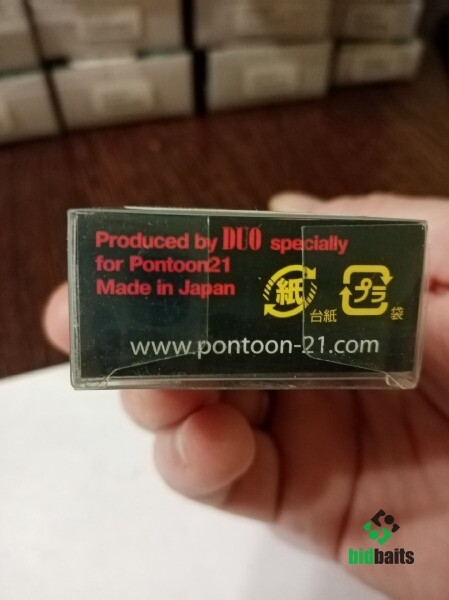 Produced by DUO specially
for Pontoon21
Made in Japan
紙
台紙
プラ
袋
www.pontoon-21.com
bidbaits